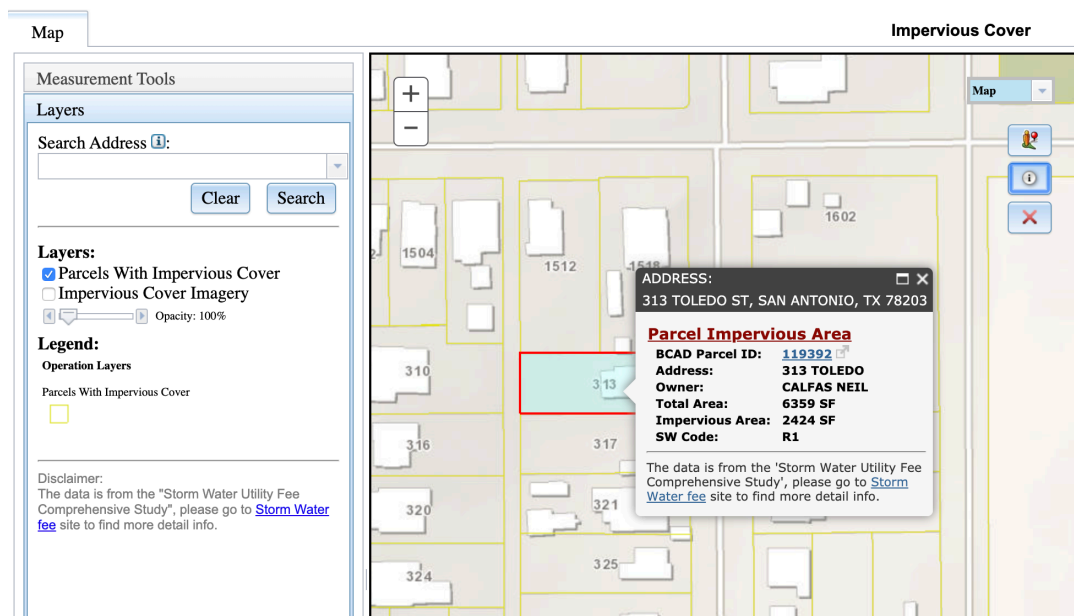 Map
Impervious Cover
Measurement Tools
Layers
Search Address i:
Clear
Search
Layers:
Parcels With Impervious Cover
Impervious Cover Imagery
Opacity: 100%
Legend:
Operation Layers
Parcels With Impervious Cover
Disclaimer:
The data is from the "Storm Water Utility Fee
Comprehensive Study", please go to Storm Water
fee site to find more detail info.
+
−
Map
i
1602
1504
1512
1518
310
313
316
317
320
321
324
325
ADDRESS:
313 TOLEDO ST, SAN ANTONIO, TX 78203
Parcel Impervious Area
BCAD Parcel ID: 119392
Address: 313 TOLEDO
Owner: CALFAS NEIL
Total Area: 6359 SF
Impervious Area: 2424 SF
SW Code: R1
The data is from the 'Storm Water Utility Fee
Comprehensive Study', please go to Storm
Water fee site to find more detail info.